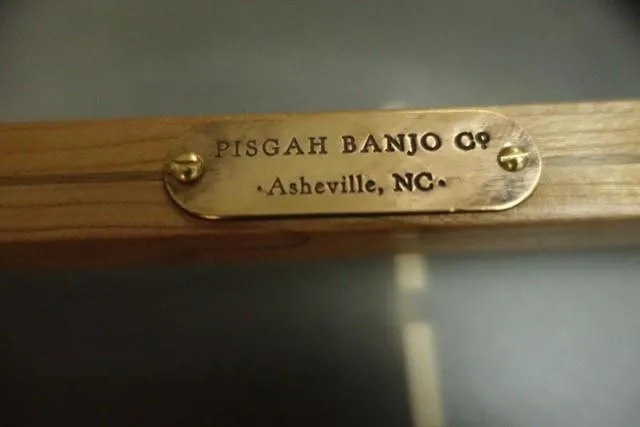 PISGAH BANJO Cº
·Asheville, NC·